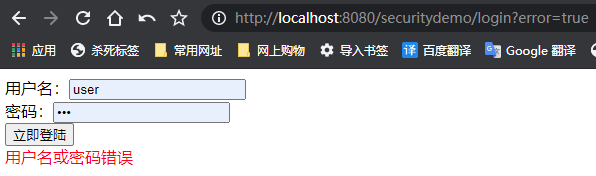 http://localhost:8080/securitydemo/login?error=true
应用 杀死标签 常用网址 网上购物 导入书签 译 百度翻译 Google 翻译
用户名：user
密码：•••
立即登陆
用户名或密码错误